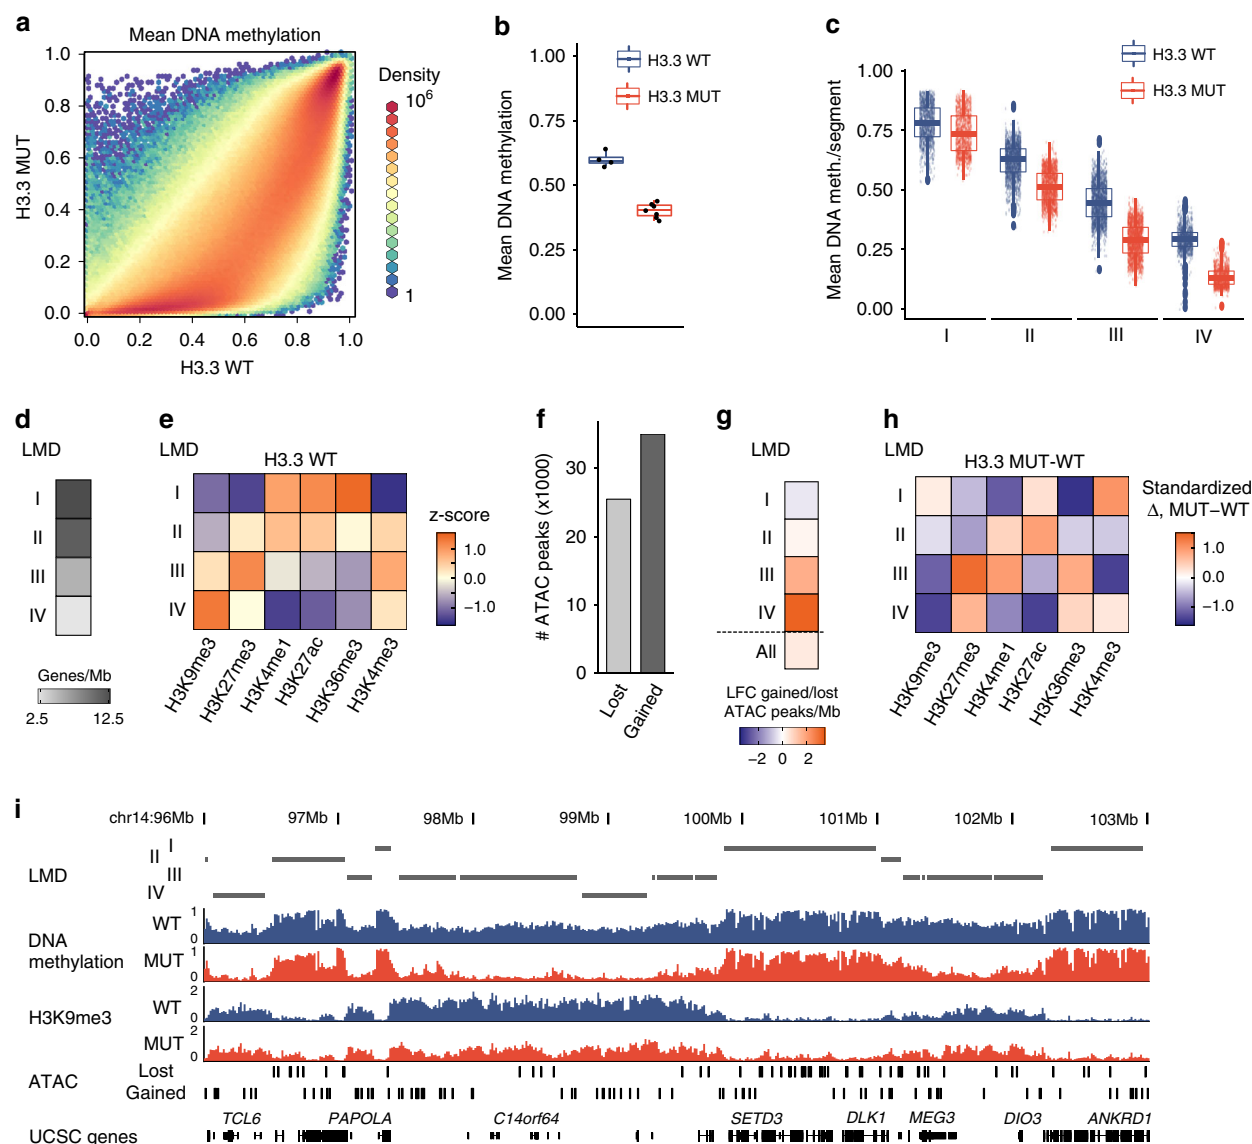 a
Mean DNA methylation
H3.3 MUT
1.0
0.8
0.6
0.4
0.2
0.0
0.0 0.2 0.4 0.6 0.8 1.0
H3.3 WT
Density
10^6
1
b
Mean DNA methylation
1.00
0.75
0.50
0.25
0.00
H3.3 WT
H3.3 MUT
c
Mean DNA meth./segment
1.00
0.75
0.50
0.25
0.00
H3.3 WT
H3.3 MUT
I II III IV
d
LMD
I
II
III
IV
Genes/Mb
2.5 12.5
e
LMD
H3.3 WT
I
II
III
IV
H3K9me3 H3K27me3 H3K4me1 H3K27ac H3K36me3 H3K4me3
z-score
1.0
0.0
−1.0
f
# ATAC peaks (x1000)
30
20
10
0
Lost Gained
g
LMD
I
II
III
IV
All
LFC gained/lost
ATAC peaks/Mb
−2 0 2
h
LMD
H3.3 MUT-WT
I
II
III
IV
H3K9me3 H3K27me3 H3K4me1 H3K27ac H3K36me3 H3K4me3
Standardized
Δ, MUT−WT
1.0
0.0
−1.0
i
chr14:96Mb 97Mb 98Mb 99Mb 100Mb 101Mb 102Mb 103Mb
LMD
I
II
III
IV
DNA
methylation
WT
1
0
MUT
1
0
H3K9me3
WT
2
0
MUT
2
0
ATAC
Lost
Gained
TCL6 PAPOLA C14orf64 SETD3 DLK1 MEG3 DIO3 ANKRD1
UCSC genes